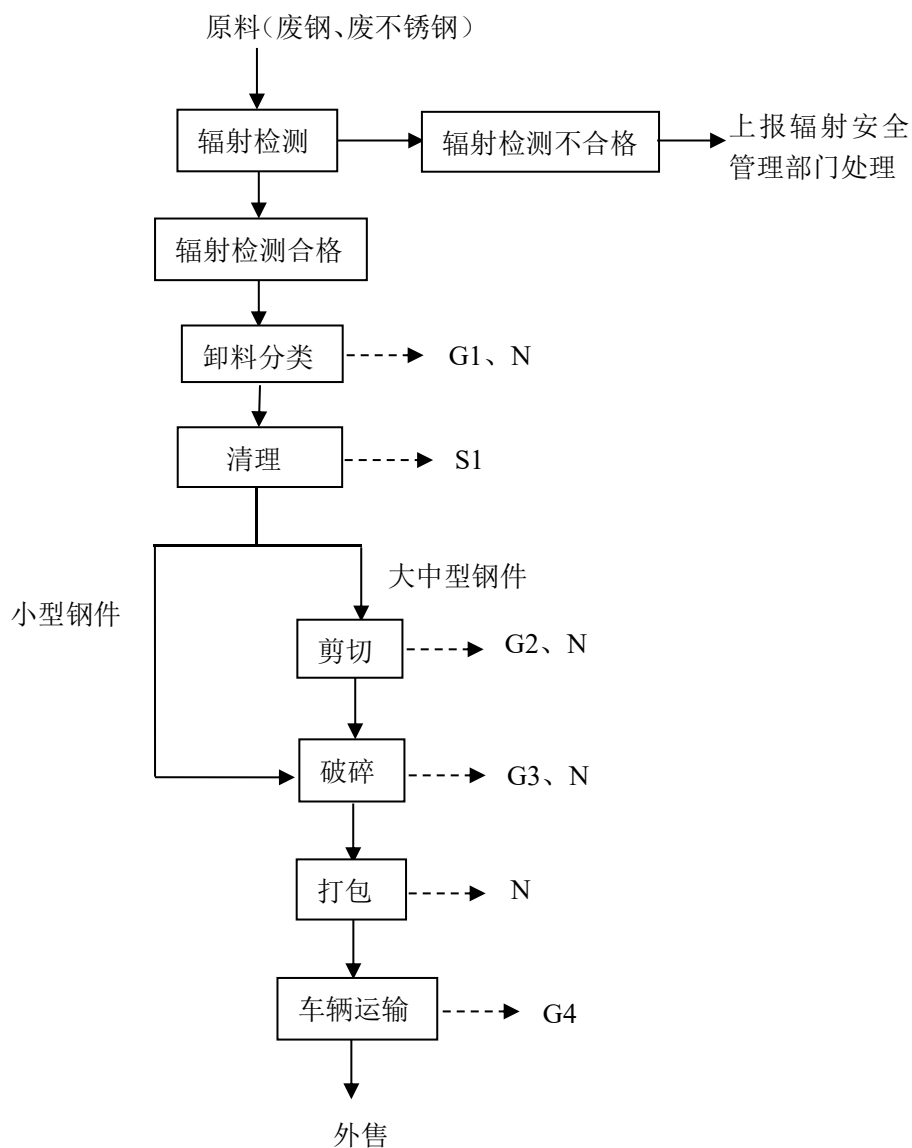 原料（废钢、废不锈钢）
辐射检测
辐射检测不合格
上报辐射安全
管理部门处理
辐射检测合格
卸料分类
G1、N
清理
S1
大中型钢件
小型钢件
剪切
G2、N
破碎
G3、N
打包
N
车辆运输
G4
外售